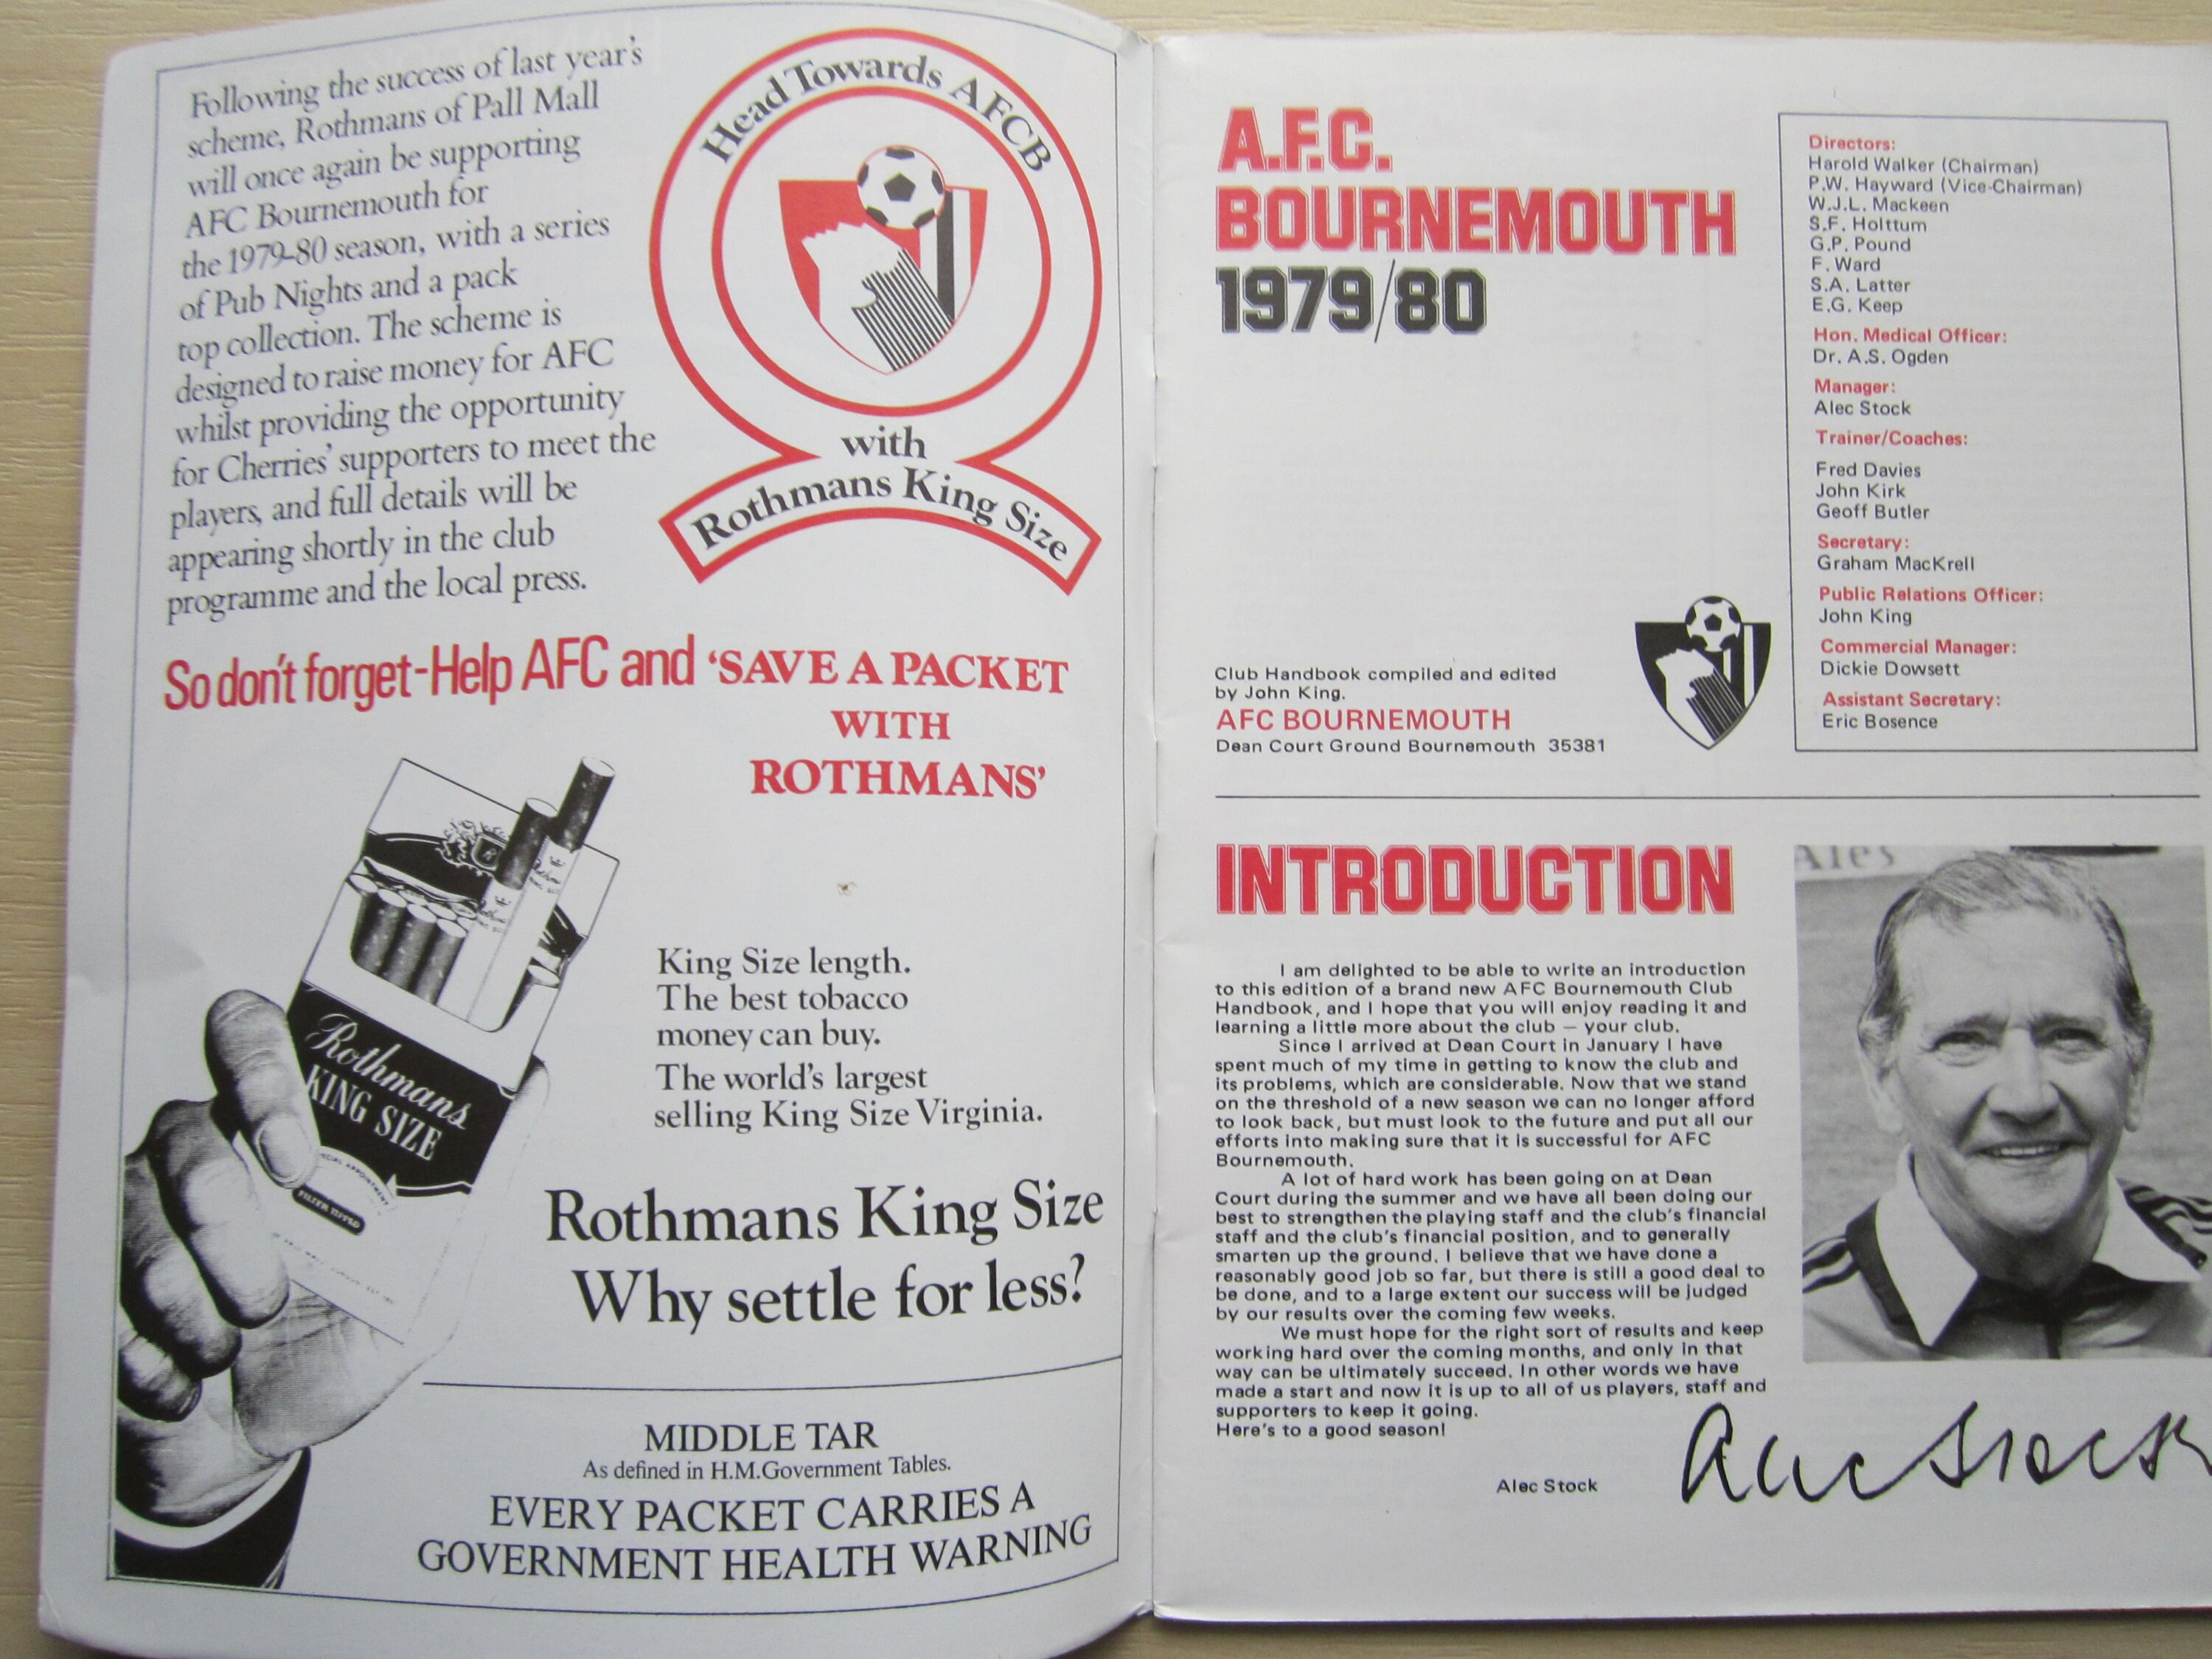 Following the success of last year's
scheme, Rothmans of Pall Mall
will once again be supporting
AFC Bournemouth for
the 1979-80 season, with a series
of Pub Nights and a pack
top collection. The scheme is
designed to raise money for AFC
whilst providing the opportunity
for Cherries' supporters to meet the
players, and full details will be
appearing shortly in the club
programme and the local press.
Head Towards AFCB
with
Rothmans King Size
So don't forget-Help AFC and 'SAVE A PACKET
WITH
ROTHMANS'
Rothmans
KING SIZE
FILTER TIPPED
King Size length.
The best tobacco
money can buy.
The world's largest
selling King Size Virginia.
Rothmans King Size
Why settle for less?
MIDDLE TAR
As defined in H.M.Government Tables.
EVERY PACKET CARRIES A
GOVERNMENT HEALTH WARNING
A.F.C.
BOURNEMOUTH
1979/80
Club Handbook compiled and edited
by John King.
AFC BOURNEMOUTH
Dean Court Ground Bournemouth 35381
Directors:
Harold Walker (Chairman)
P.W. Hayward (Vice-Chairman)
W.J.L. Mackeen
S.F. Holttum
G.P. Pound
F. Ward
S.A. Latter
E.G. Keep
Hon. Medical Officer:
Dr. A.S. Ogden
Manager:
Alec Stock
Trainer/Coaches:
Fred Davies
John Kirk
Geoff Butler
Secretary:
Graham MacKrell
Public Relations Officer:
John King
Commercial Manager:
Dickie Dowsett
Assistant Secretary:
Eric Bosence
INTRODUCTION
I am delighted to be able to write an introduction
to this edition of a brand new AFC Bournemouth Club
Handbook, and I hope that you will enjoy reading it and
learning a little more about the club — your club.
Since I arrived at Dean Court in January I have
spent much of my time in getting to know the club and
its problems, which are considerable. Now that we stand
on the threshold of a new season we can no longer afford
to look back, but must look to the future and put all our
efforts into making sure that it is successful for AFC
Bournemouth.
A lot of hard work has been going on at Dean
Court during the summer and we have all been doing our
best to strengthen the playing staff and the club's financial
staff and the club's financial position, and to generally
smarten up the ground. I believe that we have done a
reasonably good job so far, but there is still a good deal to
be done, and to a large extent our success will be judged
by our results over the coming few weeks.
We must hope for the right sort of results and keep
working hard over the coming months, and only in that
way can be ultimately succeed. In other words we have
made a start and now it is up to all of us players, staff and
supporters to keep it going.
Here's to a good season!
Alec Stock
Alec Stock
Ales